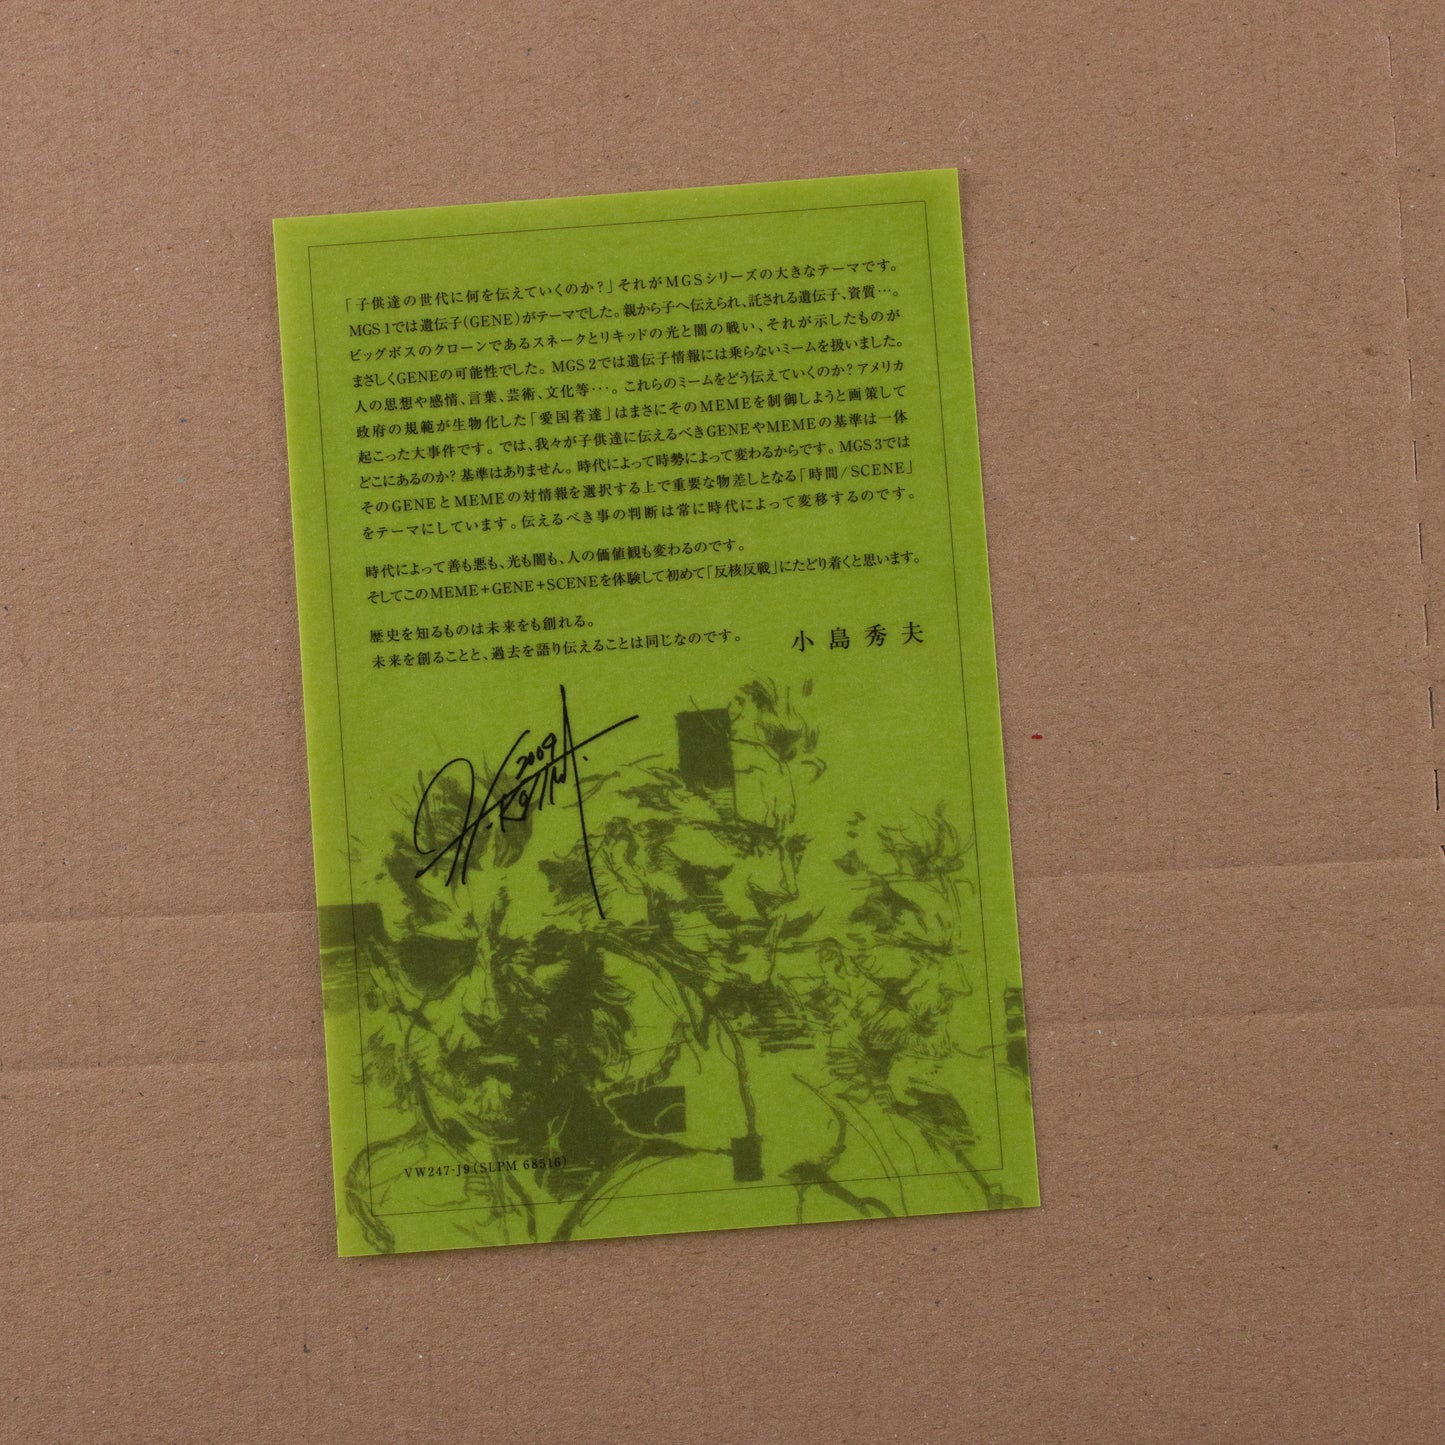 「子供達の世代に何を伝えていくのか？」それがMGSシリーズの大きなテーマです。
MGS1では遺伝子(GENE)がテーマでした。親から子へ伝えられ、託される遺伝子、資質…。
ビッグボスのクローンであるスネークとリキッドの光と闇の戦い、それが示したものが
まさしくGENEの可能性でした。MGS2では遺伝子情報には乗らないミームを扱いました。
人の思想や感情、言葉、芸術、文化等…。これらのミームをどう伝えていくのか？アメリカ
政府の規範が生物化した「愛国者達」はまさにそのMEMEを制御しようと画策して
起こった大事件です。では、我々が子供達に伝えるべきGENEやMEMEの基準は一体
どこにあるのか？基準はありません。時代によって時勢によって変わるからです。MGS3では
そのGENEとMEMEの対情報を選択する上で重要な物差しとなる「時間/SCENE」
をテーマにしています。伝えるべき事の判断は常に時代によって変移するのです。
時代によって善も悪も、光も闇も、人の価値観も変わるのです。
そしてこのMEME+GENE+SCENEを体験して初めて「反核反戦」にたどり着くと思います。
歴史を知るものは未来をも創れる。
未来を創ることと、過去を語り伝えることは同じなのです。
小島秀夫
2009
VW247-J9(SLPM 68516)